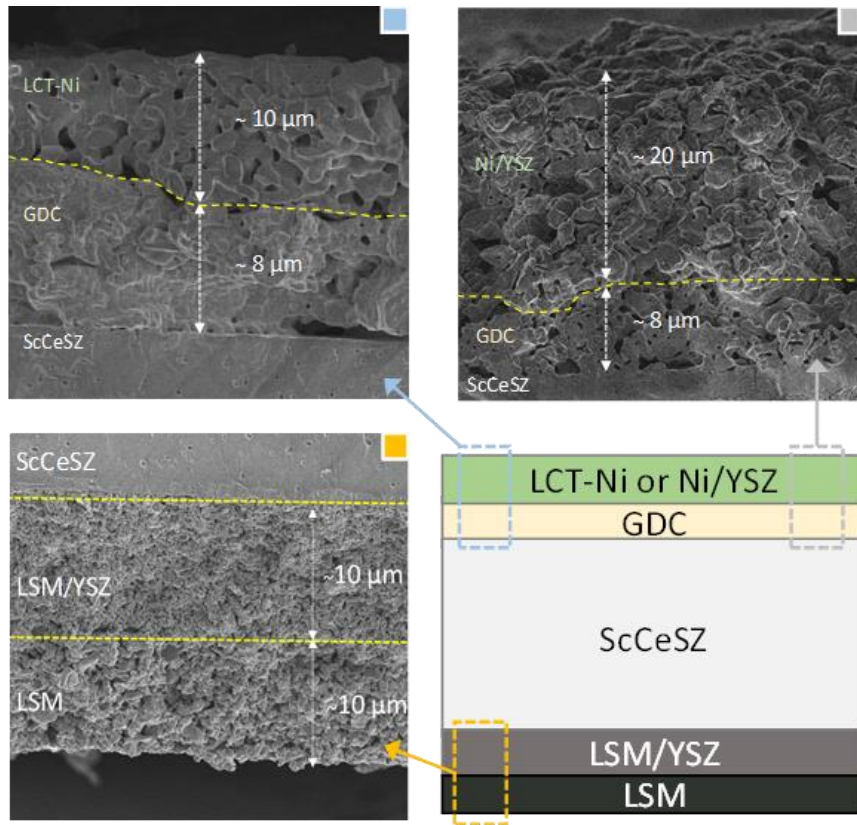 LCT-Ni
~ 10 µm
GDC
~ 8 µm
ScCeSZ
Ni/YSZ
~ 20 µm
GDC
~ 8 µm
ScCeSZ
ScCeSZ
LSM/YSZ
~10 µm
LSM
~10 µm
LCT-Ni or Ni/YSZ
GDC
ScCeSZ
LSM/YSZ
LSM